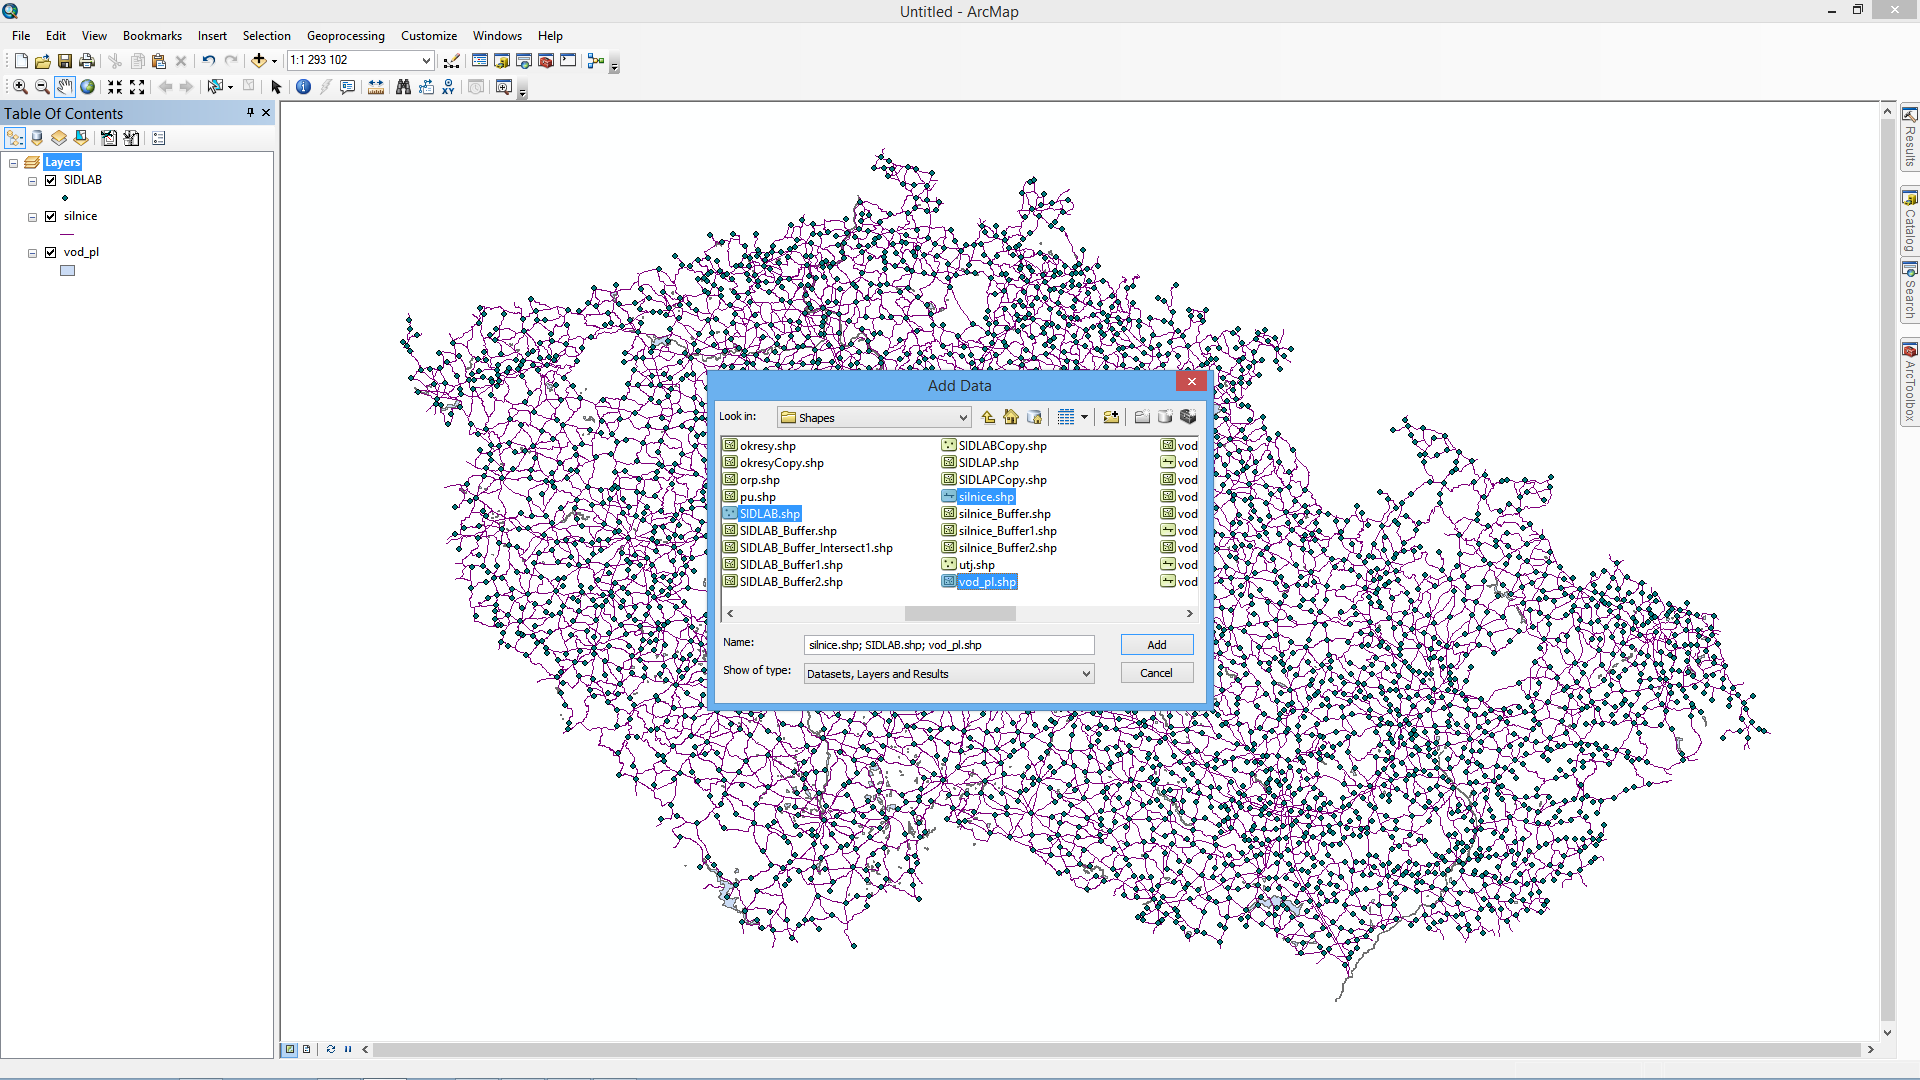 Untitled - ArcMap
File Edit View Bookmarks Insert Selection Geoprocessing Customize Windows Help
1:1 293 102
XY
Table Of Contents
Layers
SIDLAB
silnice
vod_pl
Add Data
Look in: Shapes
okresy.shp SIDLABCopy.shp vod
okresyCopy.shp SIDLAP.shp vod
orp.shp SIDLAPCopy.shp vod
pu.shp silnice.shp vod
SIDLAB.shp silnice_Buffer.shp vod
SIDLAB_Buffer.shp silnice_Buffer1.shp vod
SIDLAB_Buffer_Intersect1.shp silnice_Buffer2.shp vod
SIDLAB_Buffer1.shp utj.shp vod
SIDLAB_Buffer2.shp vod_pl.shp vod
Name: silnice.shp; SIDLAB.shp; vod_pl.shp Add
Show of type: Datasets, Layers and Results Cancel
Results
Catalog
Search
ArcToolbox